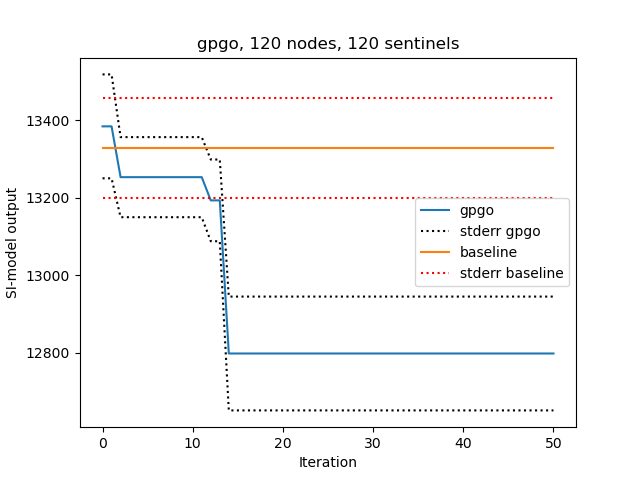 gpgo, 120 nodes, 120 sentinels
SI-model output
13400
13200
13000
12800
gpgo
stderr gpgo
baseline
stderr baseline
0
10
20
30
40
50
Iteration